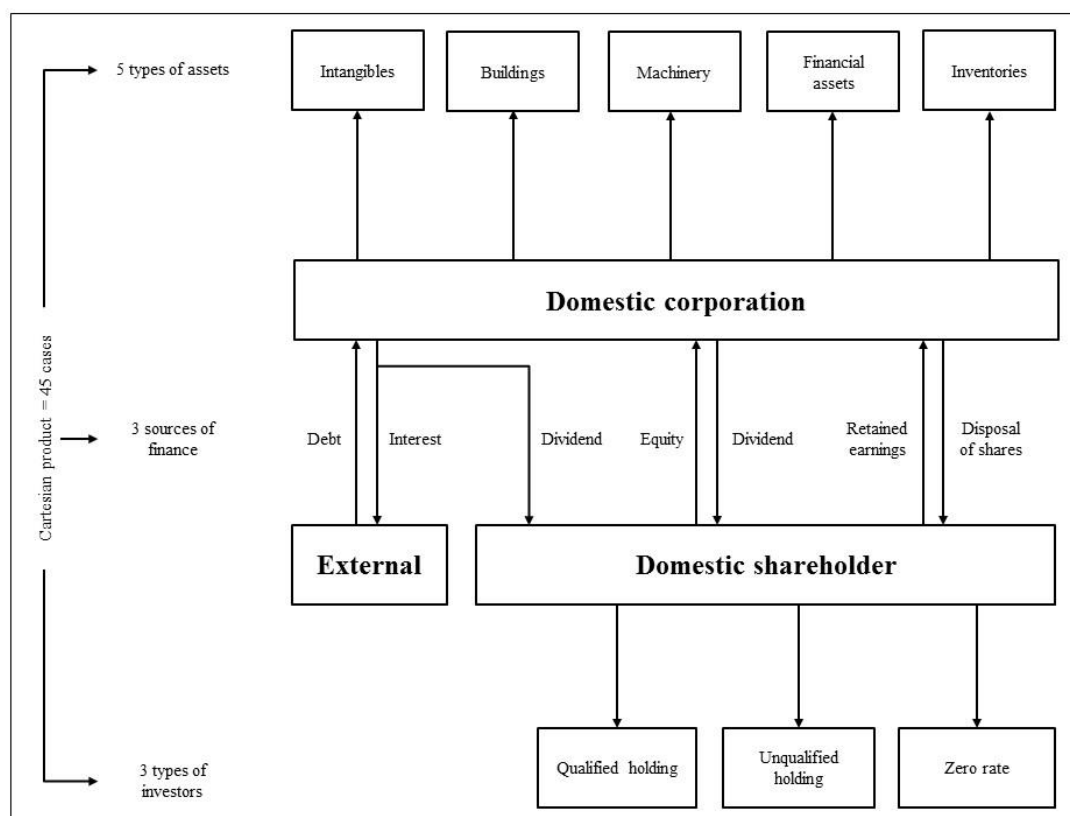 5 types of assets
Intangibles
Buildings
Machinery
Financial
assets
Inventories
Domestic corporation
Cartesian product = 45 cases
3 sources of
finance
Debt
Interest
Dividend
Equity
Dividend
Retained
earnings
Disposal
of shares
External
Domestic shareholder
3 types of
investors
Qualified holding
Unqualified
holding
Zero rate